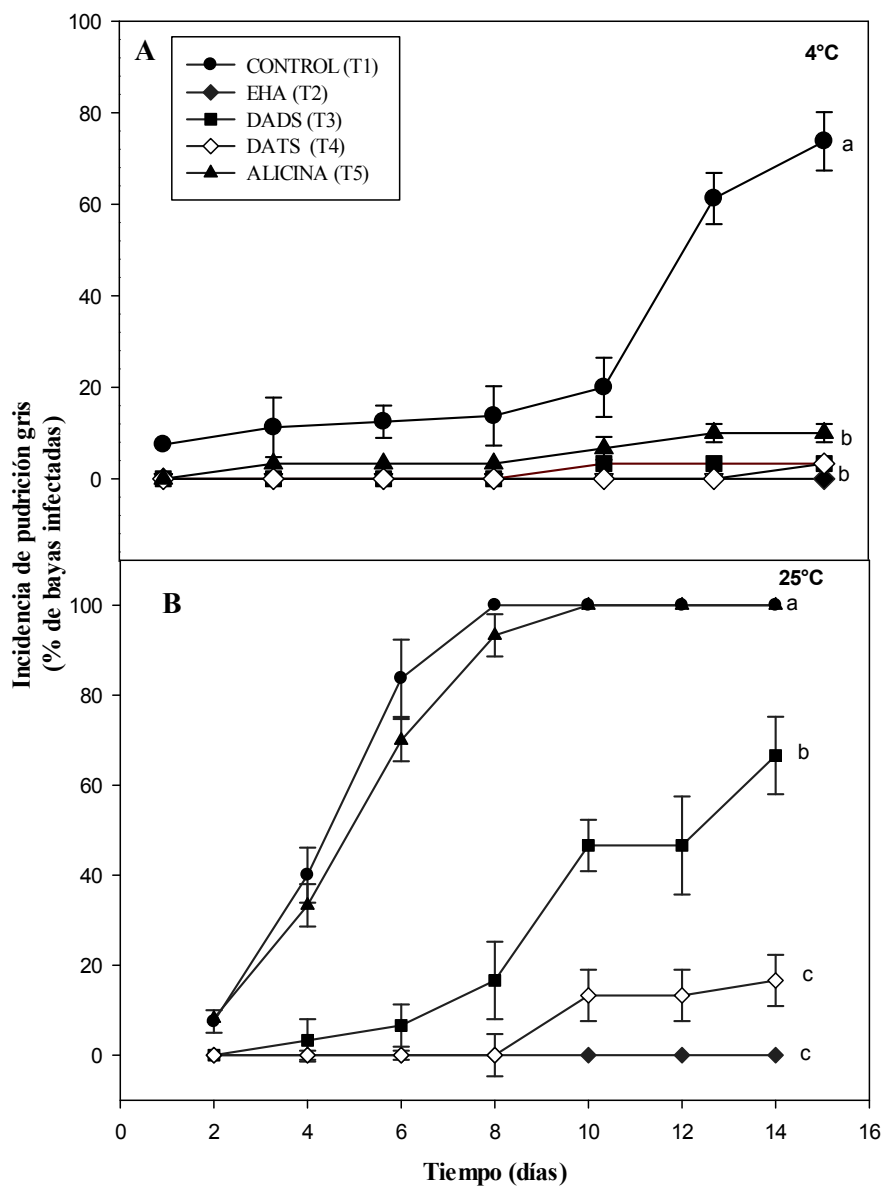 A
4°C
CONTROL (T1)
EHA (T2)
DADS (T3)
DATS (T4)
ALICINA (T5)
100
80
60
40
20
0
a
b
b
Incidencia de pudrición gris
(% de bayas infectadas)
B
25°C
100
80
60
40
20
0
a
b
c
c
0 2 4 6 8 10 12 14 16
Tiempo (días)